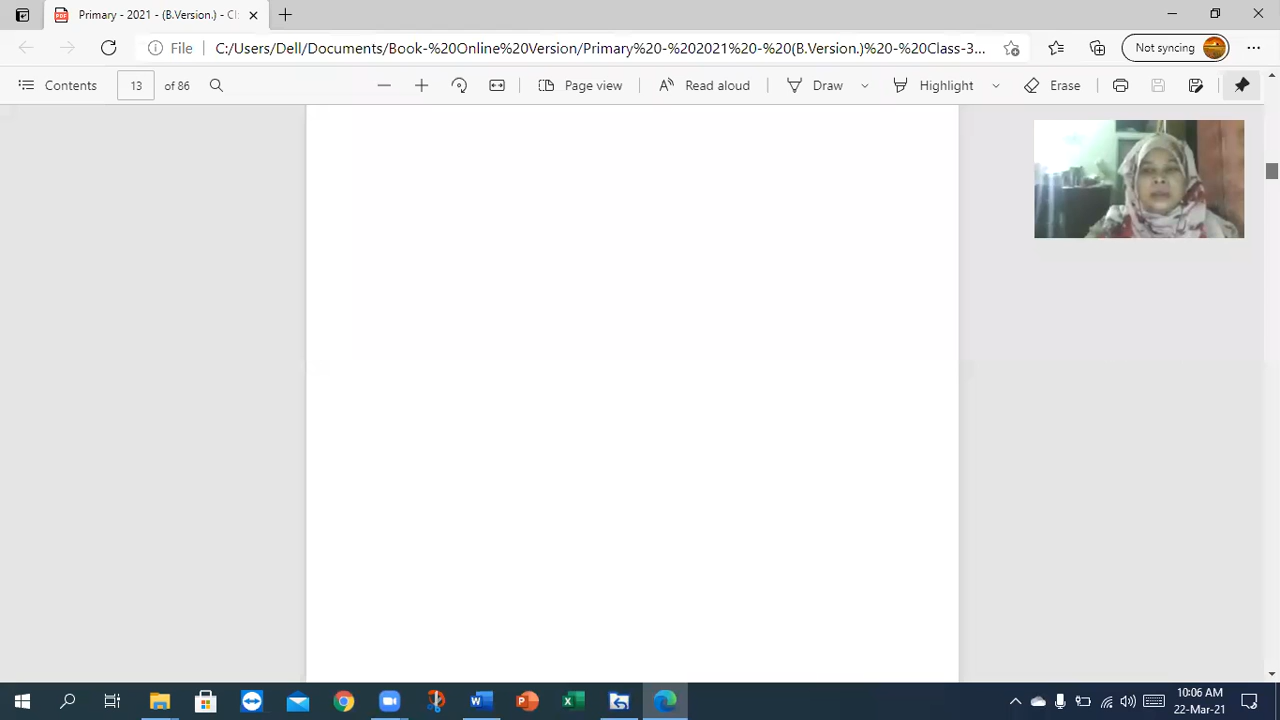 Primary - 2021 - (B.Version.) - Cl
File
C:/Users/Dell/Documents/Book-%20Online%20Version/Primary%20-%202021%20-%20(B.Version.)%20-%20Class-3...
Not syncing
Contents
13 of 86
Page view
Read aloud
Draw
Highlight
Erase
10:06 AM
22-Mar-21